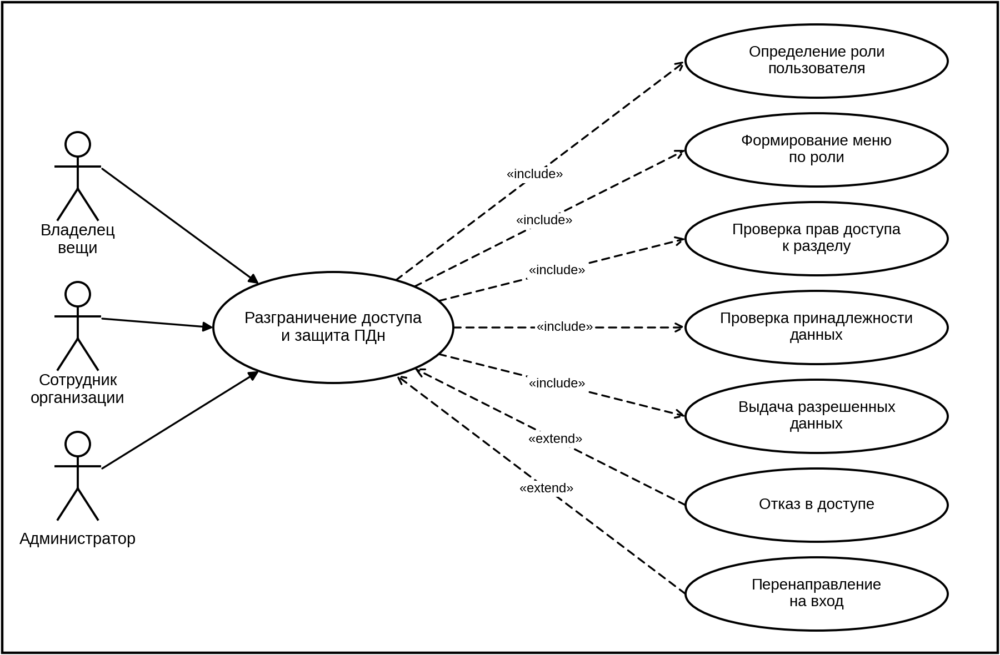 Владелец
вещи
Сотрудник
организации
Администратор
Разграничение доступа
и защита ПДн
«include»
«include»
«include»
«include»
«include»
«extend»
«extend»
Определение роли
пользователя
Формирование меню
по роли
Проверка прав доступа
к разделу
Проверка принадлежности
данных
Выдача разрешенных
данных
Отказ в доступе
Перенаправление
на вход